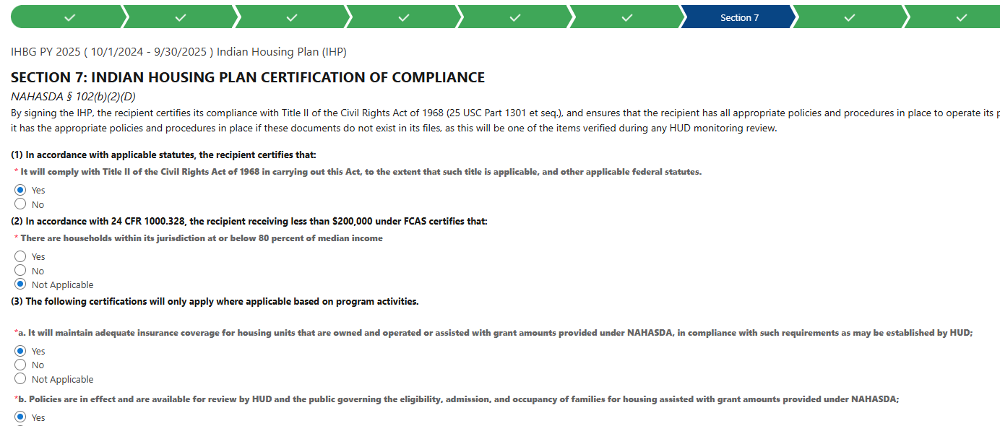 Section 7
IHBG PY 2025 ( 10/1/2024 - 9/30/2025 ) Indian Housing Plan (IHP)
SECTION 7: INDIAN HOUSING PLAN CERTIFICATION OF COMPLIANCE
NAHASDA § 102(b)(2)(D)
By signing the IHP, the recipient certifies its compliance with Title II of the Civil Rights Act of 1968 (25 USC Part 1301 et seq.), and ensures that the recipient has all appropriate policies and procedures in place to operate its p
it has the appropriate policies and procedures in place if these documents do not exist in its files, as this will be one of the items verified during any HUD monitoring review.
(1) In accordance with applicable statutes, the recipient certifies that:
* It will comply with Title II of the Civil Rights Act of 1968 in carrying out this Act, to the extent that such title is applicable, and other applicable federal statutes.
Yes
No
(2) In accordance with 24 CFR 1000.328, the recipient receiving less than $200,000 under FCAS certifies that:
* There are households within its jurisdiction at or below 80 percent of median income
Yes
No
Not Applicable
(3) The following certifications will only apply where applicable based on program activities.
*a. It will maintain adequate insurance coverage for housing units that are owned and operated or assisted with grant amounts provided under NAHASDA, in compliance with such requirements as may be established by HUD;
Yes
No
Not Applicable
*b. Policies are in effect and are available for review by HUD and the public governing the eligibility, admission, and occupancy of families for housing assisted with grant amounts provided under NAHASDA;
Yes